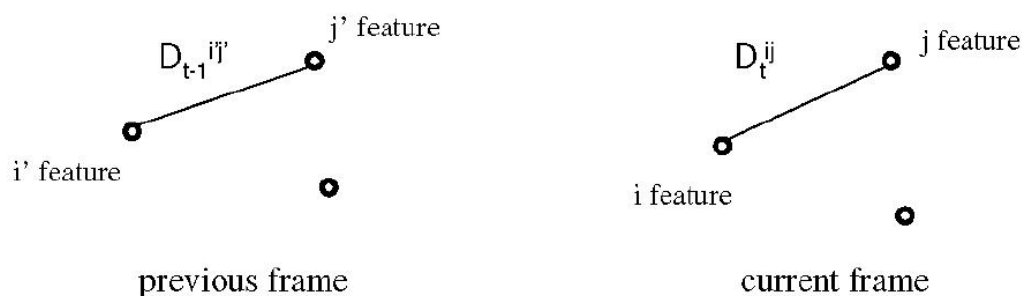 j' feature
D_{t-1}^{i'j'}
i' feature
previous frame
j feature
D_t^{ij}
i feature
current frame